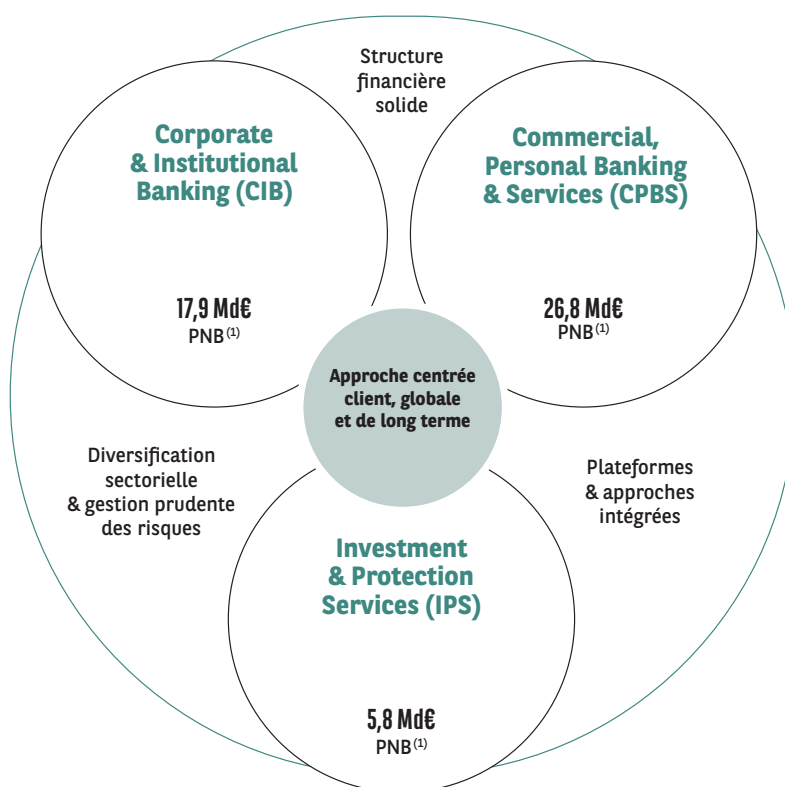 Structure
financière
solide
Corporate
& Institutional
Banking (CIB)
17,9 Md€
PNB(1)
Commercial,
Personal Banking
& Services (CPBS)
26,8 Md€
PNB(1)
Approche centrée
client, globale
et de long terme
Diversification
sectorielle
& gestion prudente
des risques
Plateformes
& approches
intégrées
Investment
& Protection
Services (IPS)
5,8 Md€
PNB(1)